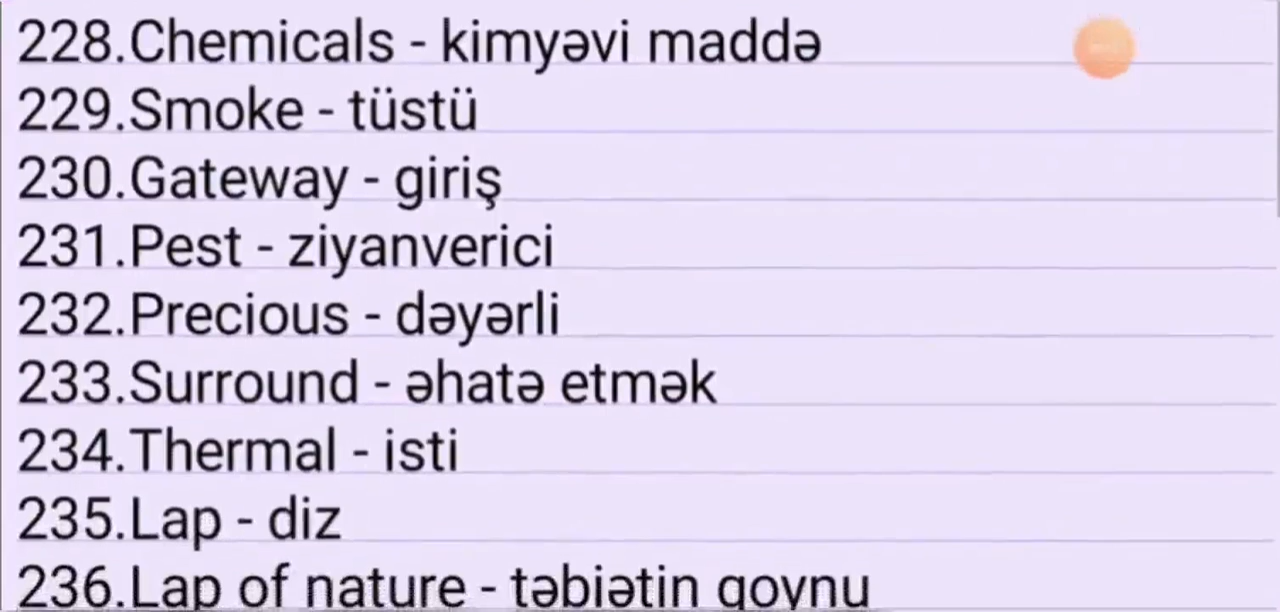 228.Chemicals - kimyəvi maddə
229.Smoke - tüstü
230.Gateway - giriş
231.Pest - ziyanverici
232.Precious - dəyərli
233.Surround - əhatə etmək
234.Thermal - isti
235.Lap - diz
236.Lap of nature - təbiətin qoynu